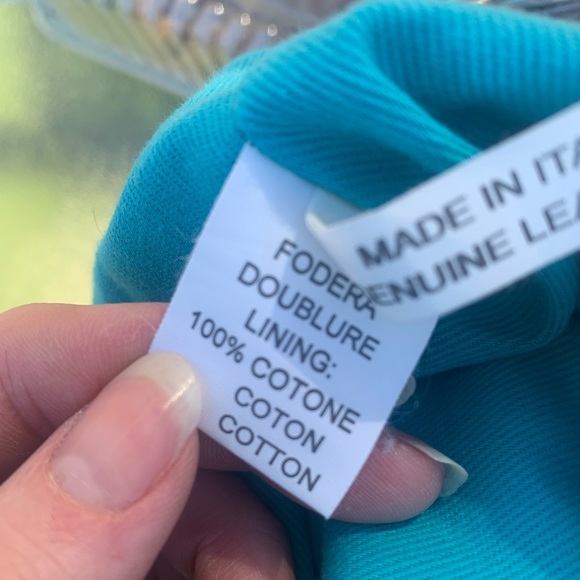 MADE IN ITA
ENUINE LEA
FODERA
DOUBLURE
LINING:
100% COTONE
COTON
COTTON